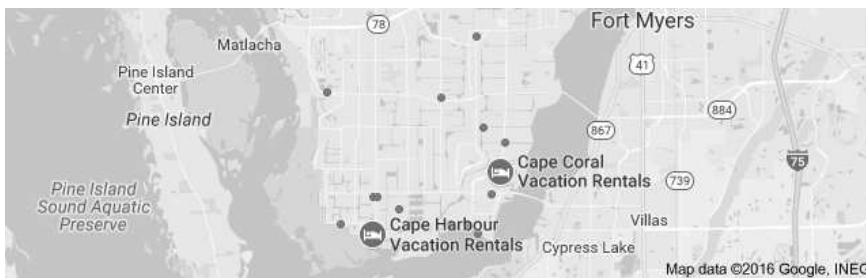 Fort Myers
78
Matlacha
41
Pine Island
Center
884
Pine Island
867
Cape Coral
Vacation Rentals
75
739
Pine Island
Sound Aquatic
Preserve
Villas
Cape Harbour
Vacation Rentals
Cypress Lake
Map data ©2016 Google, INEG